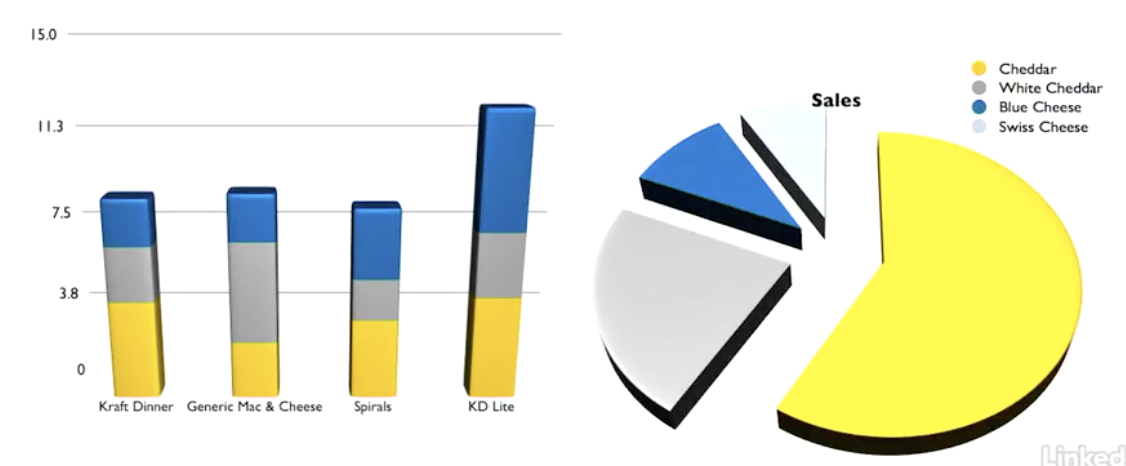 15.0
11.3
7.5
3.8
0
Kraft Dinner
Generic Mac & Cheese
Spirals
KD Lite
Sales
Cheddar
White Cheddar
Blue Cheese
Swiss Cheese
Linked